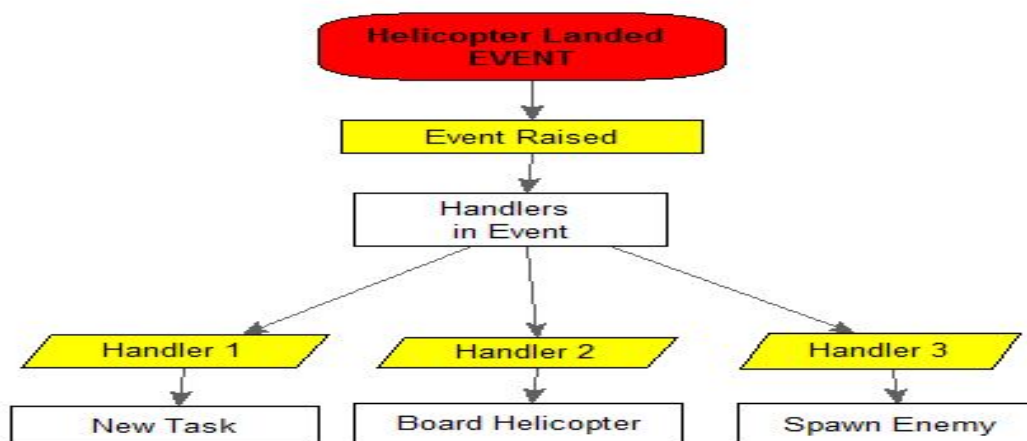 Helicopter Landed
EVENT
Event Raised
Handlers
in Event
Handler 1
Handler 2
Handler 3
New Task
Board Helicopter
Spawn Enemy